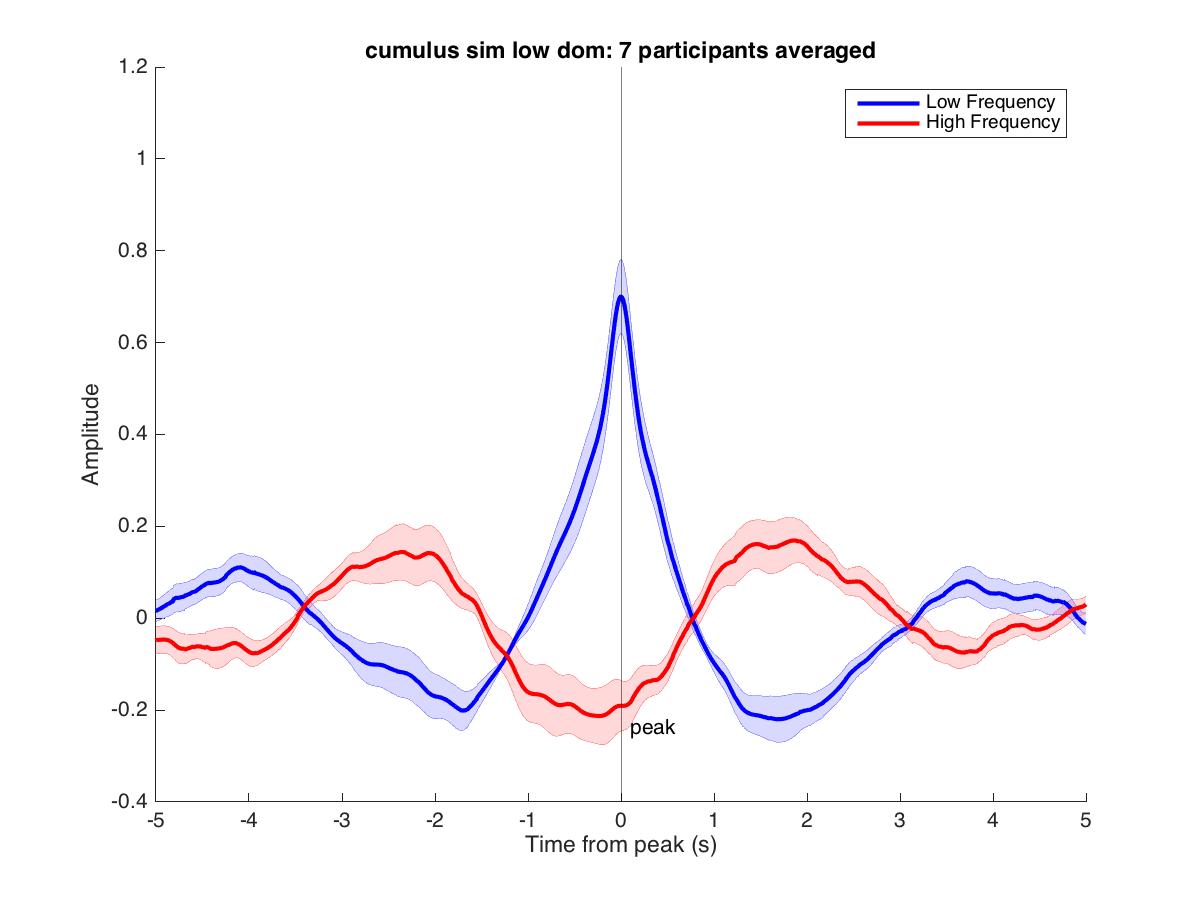 cumulus sim low dom: 7 participants averaged
1.2
1
0.8
0.6
0.4
0.2
0
-0.2
-0.4
Amplitude
Low Frequency
High Frequency
peak
-5 -4 -3 -2 -1 0 1 2 3 4 5
Time from peak (s)